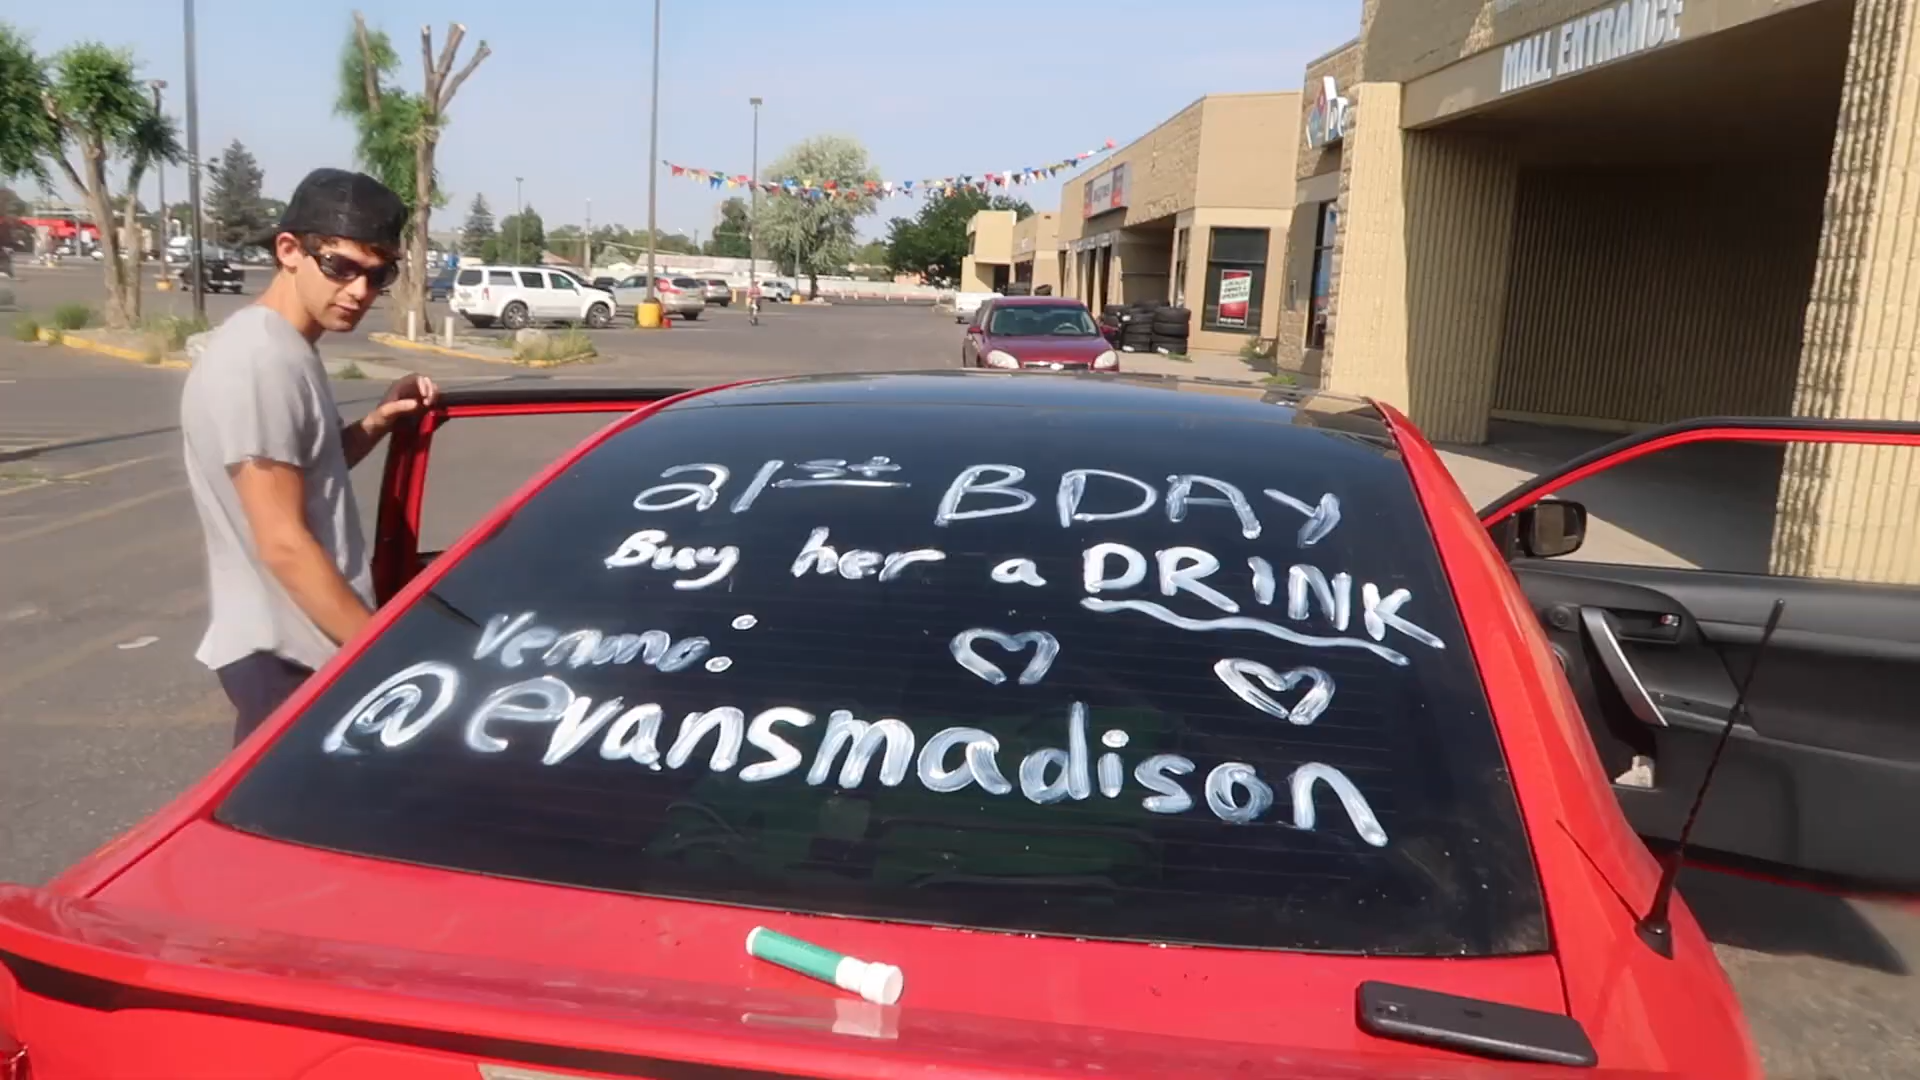 MALL ENTRANCE
21st BDAY
Buy her a DRINK
Venmo:
@evansmadison